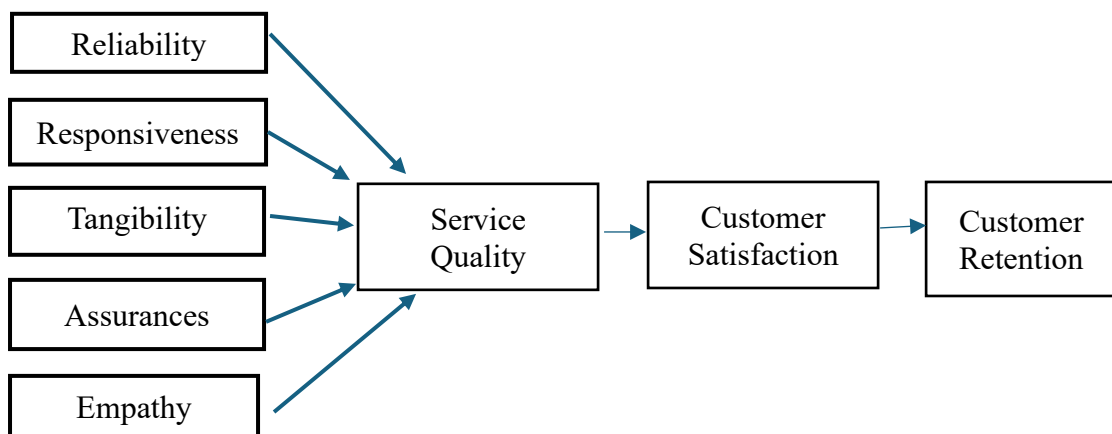 Reliability
Responsiveness
Tangibility
Assurances
Empathy
Service
Quality
Customer
Satisfaction
Customer
Retention